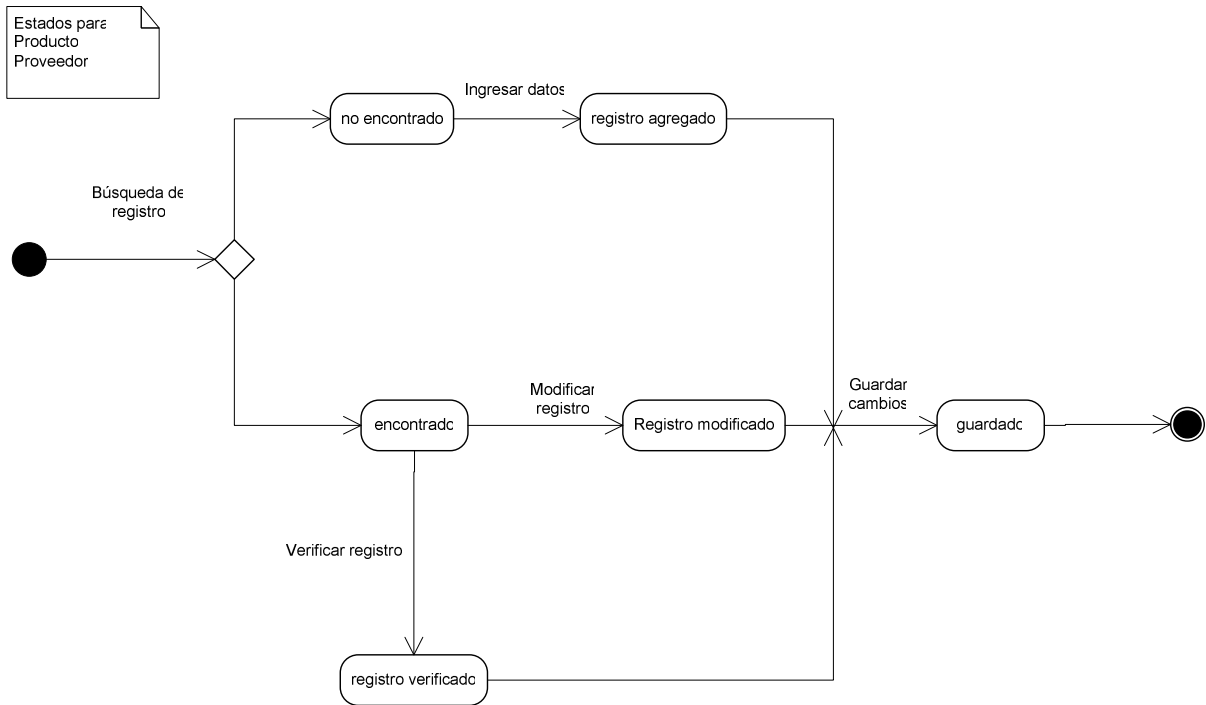 Estados para
Producto
Proveedor
Ingresar datos
no encontrado
registro agregado
Búsqueda de
registro
Modificar
registro
Guardar
cambios
encontrado
Registro modificado
guardado
Verificar registro
registro verificado